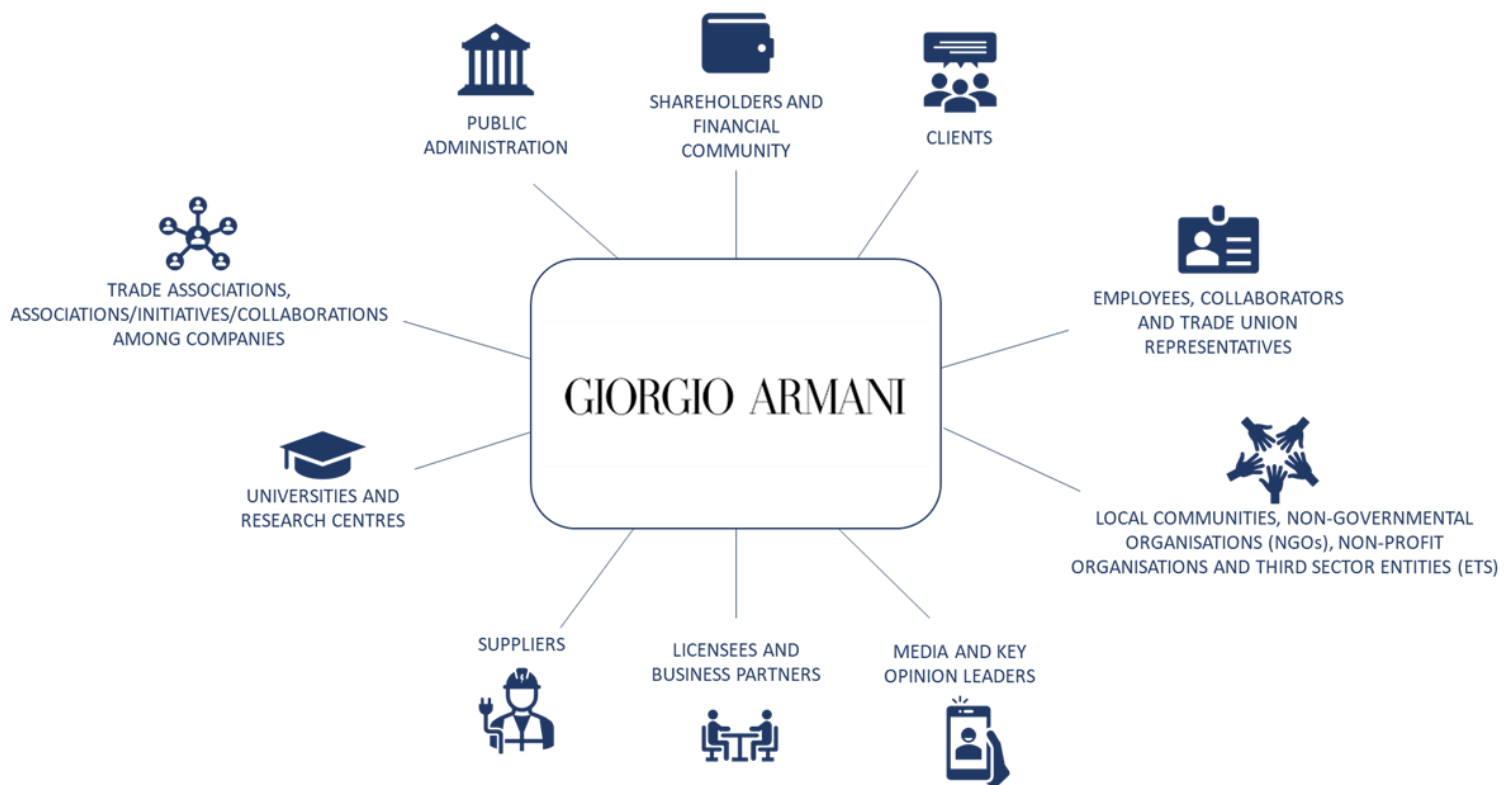 PUBLIC
ADMINISTRATION
SHAREHOLDERS AND
FINANCIAL
COMMUNITY
CLIENTS
TRADE ASSOCIATIONS,
ASSOCIATIONS/INITIATIVES/COLLABORATIONS
AMONG COMPANIES
EMPLOYEES, COLLABORATORS
AND TRADE UNION
REPRESENTATIVES
GIORGIO ARMANI
UNIVERSITIES AND
RESEARCH CENTRES
LOCAL COMMUNITIES, NON-GOVERNMENTAL
ORGANISATIONS (NGOs), NON-PROFIT
ORGANISATIONS AND THIRD SECTOR ENTITIES (ETS)
SUPPLIERS
LICENSEES AND
BUSINESS PARTNERS
MEDIA AND KEY
OPINION LEADERS